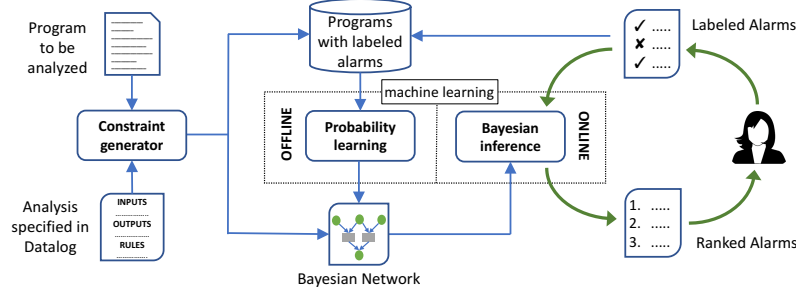 Program
to be
analyzed
Constraint
generator
Analysis
specified in
Datalog
INPUTS
OUTPUTS
RULES
Programs
with labeled
alarms
machine learning
OFFLINE
Probability
learning
Bayesian
inference
ONLINE
Bayesian Network
✓ .....
✘ .....
✓ .....
Labeled Alarms
1. .....
2. .....
3. .....
Ranked Alarms